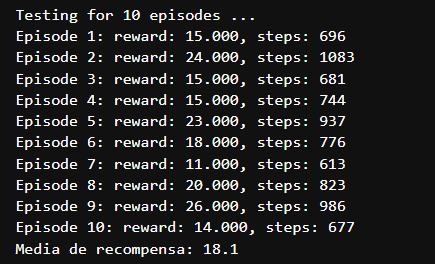 Testing for 10 episodes ...
Episode 1: reward: 15.000, steps: 696
Episode 2: reward: 24.000, steps: 1083
Episode 3: reward: 15.000, steps: 681
Episode 4: reward: 15.000, steps: 744
Episode 5: reward: 23.000, steps: 937
Episode 6: reward: 18.000, steps: 776
Episode 7: reward: 11.000, steps: 613
Episode 8: reward: 20.000, steps: 823
Episode 9: reward: 26.000, steps: 986
Episode 10: reward: 14.000, steps: 677
Media de recompensa: 18.1